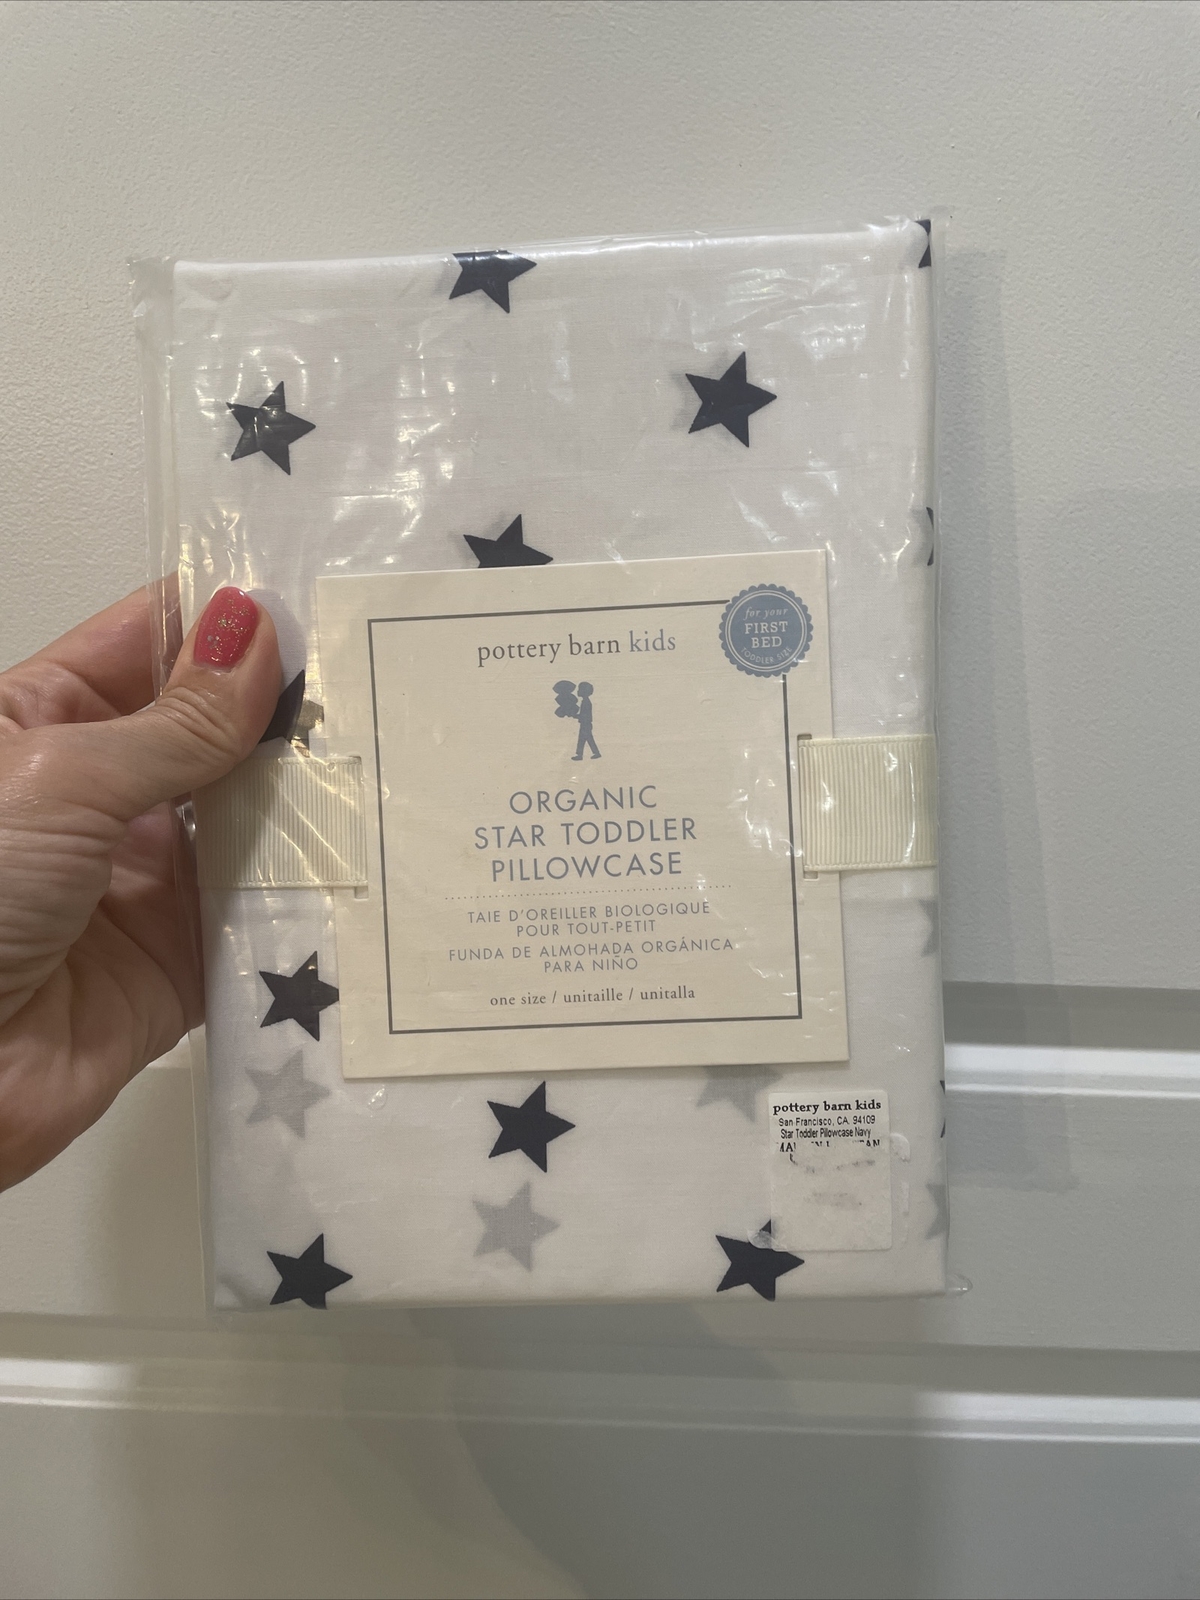 pottery barn kids
for your
FIRST
BED
TODDLER SIZE
ORGANIC
STAR TODDLER
PILLOWCASE
TAIE D'OREILLER BIOLOGIQUE
POUR TOUT-PETIT
FUNDA DE ALMOHADA ORGÁNICA
PARA NIÑO
one size / unitaille / unitalla
pottery barn kids
San Francisco, CA 94109
Star Toddler Pillowcase Navy